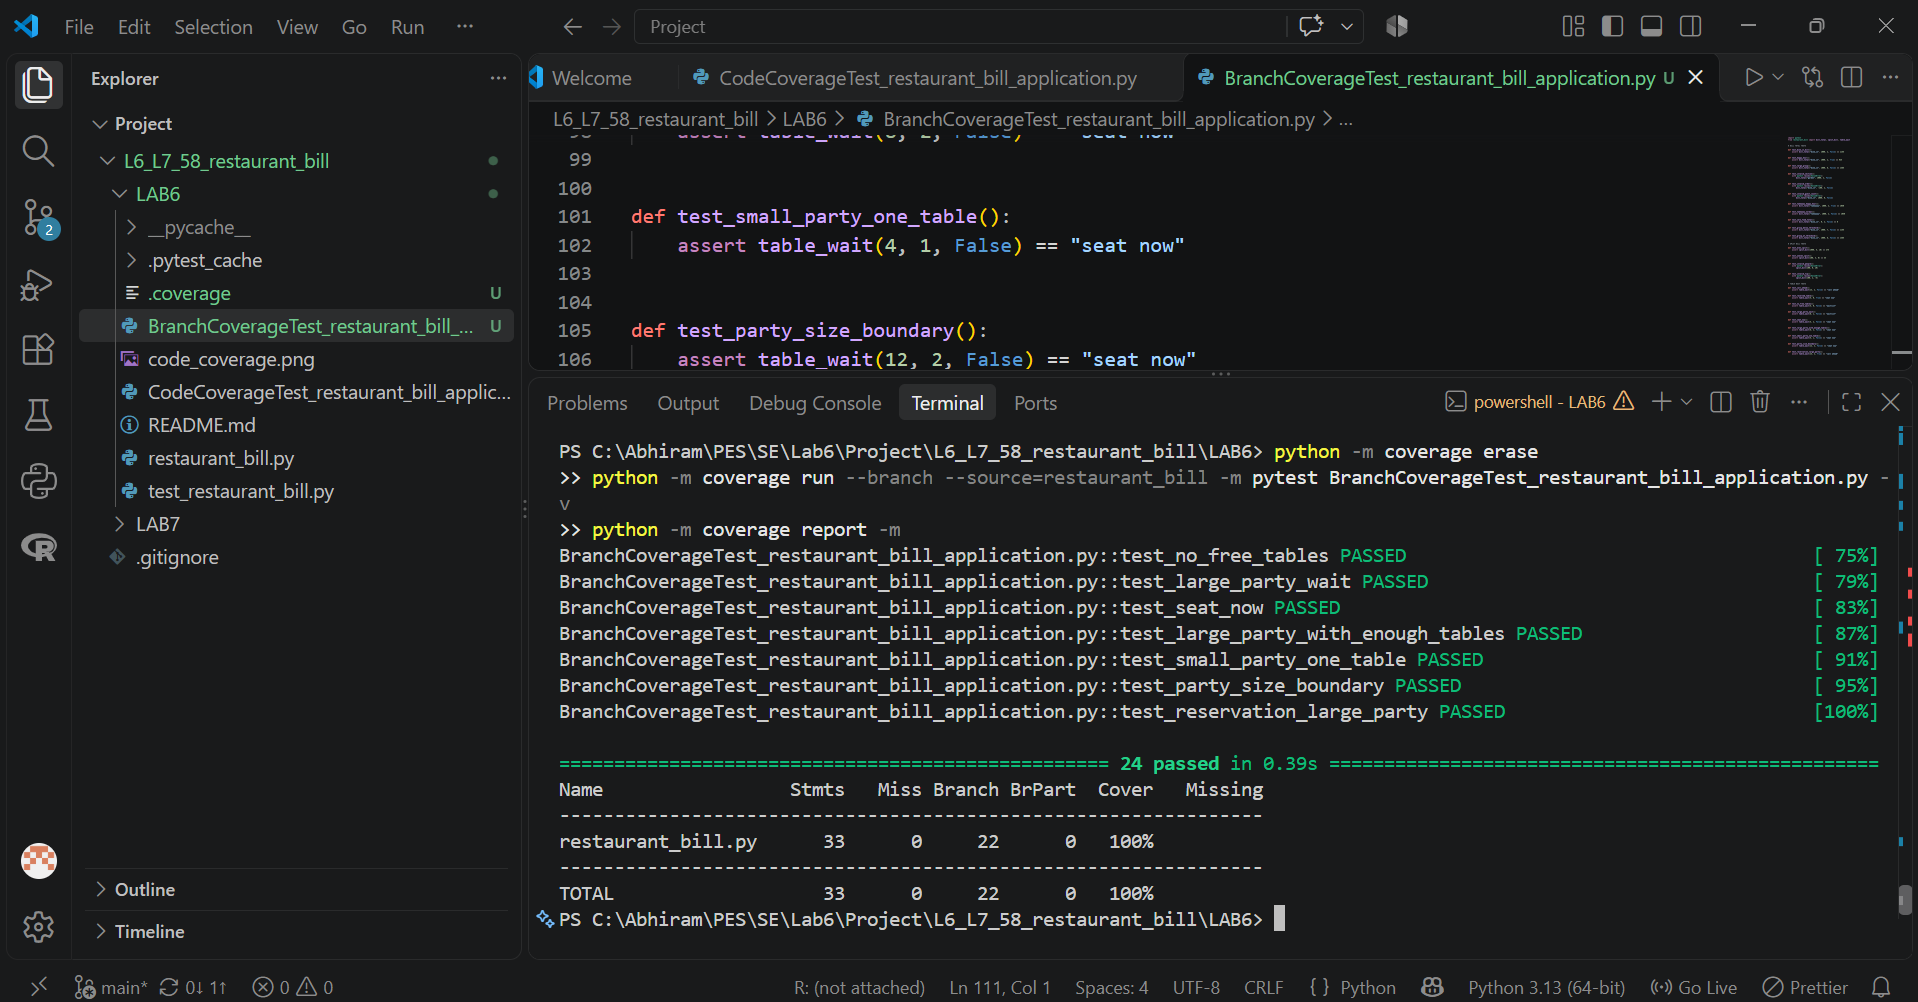 File Edit Selection View Go Run ··· Project
Explorer ···
Project
L6_L7_58_restaurant_bill
LAB6
__pycache__
.pytest_cache
.coverage U
BranchCoverageTest_restaurant_bill_... U
code_coverage.png
CodeCoverageTest_restaurant_bill_applic...
README.md
restaurant_bill.py
test_restaurant_bill.py
LAB7
.gitignore
Outline
Timeline
2
Welcome CodeCoverageTest_restaurant_bill_application.py BranchCoverageTest_restaurant_bill_application.py U
L6_L7_58_restaurant_bill > LAB6 > BranchCoverageTest_restaurant_bill_application.py > ...
99
100
101 def test_small_party_one_table():
102 assert table_wait(4, 1, False) == "seat now"
103
104
105 def test_party_size_boundary():
106 assert table_wait(12, 2, False) == "seat now"
Problems Output Debug Console Terminal Ports powershell - LAB6
PS C:\Abhiram\PES\SE\Lab6\Project\L6_L7_58_restaurant_bill\LAB6> python -m coverage erase
>> python -m coverage run --branch --source=restaurant_bill -m pytest BranchCoverageTest_restaurant_bill_application.py -
v
>> python -m coverage report -m
BranchCoverageTest_restaurant_bill_application.py::test_no_free_tables PASSED [ 75%]
BranchCoverageTest_restaurant_bill_application.py::test_large_party_wait PASSED [ 79%]
BranchCoverageTest_restaurant_bill_application.py::test_seat_now PASSED [ 83%]
BranchCoverageTest_restaurant_bill_application.py::test_large_party_with_enough_tables PASSED [ 87%]
BranchCoverageTest_restaurant_bill_application.py::test_small_party_one_table PASSED [ 91%]
BranchCoverageTest_restaurant_bill_application.py::test_party_size_boundary PASSED [ 95%]
BranchCoverageTest_restaurant_bill_application.py::test_reservation_large_party PASSED [100%]
================================================== 24 passed in 0.39s ==================================================
Name Stmts Miss Branch BrPart Cover Missing
----------------------------------------------------------------
restaurant_bill.py 33 0 22 0 100%
----------------------------------------------------------------
TOTAL 33 0 22 0 100%
PS C:\Abhiram\PES\SE\Lab6\Project\L6_L7_58_restaurant_bill\LAB6>
main* 0↓ 1↑ 0 0 R: (not attached) Ln 111, Col 1 Spaces: 4 UTF-8 CRLF { } Python Python 3.13 (64-bit) Go Live Prettier